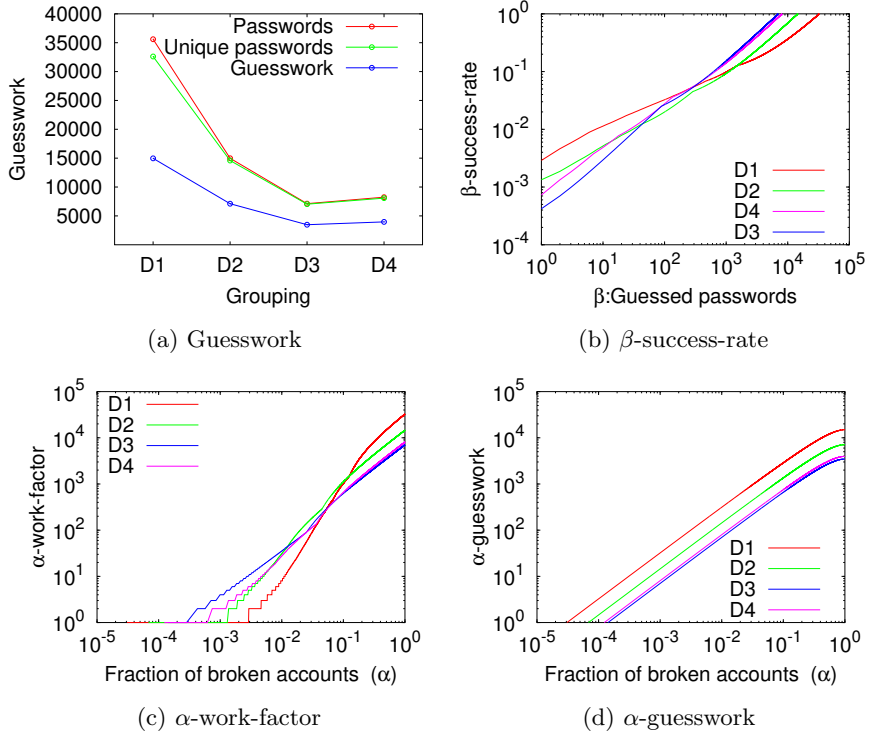 Guesswork
40000
35000
30000
25000
20000
15000
10000
5000
Passwords
Unique passwords
Guesswork
D1 D2 D3 D4
Grouping
(a) Guesswork
β-success-rate
10^0
10^-1
10^-2
10^-3
10^-4
D1
D2
D4
D3
10^0 10^1 10^2 10^3 10^4 10^5
β:Guessed passwords
(b) β-success-rate
α-work-factor
10^5
10^4
10^3
10^2
10^1
10^0
D1
D2
D3
D4
10^-5 10^-4 10^-3 10^-2 10^-1 10^0
Fraction of broken accounts (α)
(c) α-work-factor
α-guesswork
10^5
10^4
10^3
10^2
10^1
10^0
D1
D2
D3
D4
10^-5 10^-4 10^-3 10^-2 10^-1 10^0
Fraction of broken accounts (α)
(d) α-guesswork